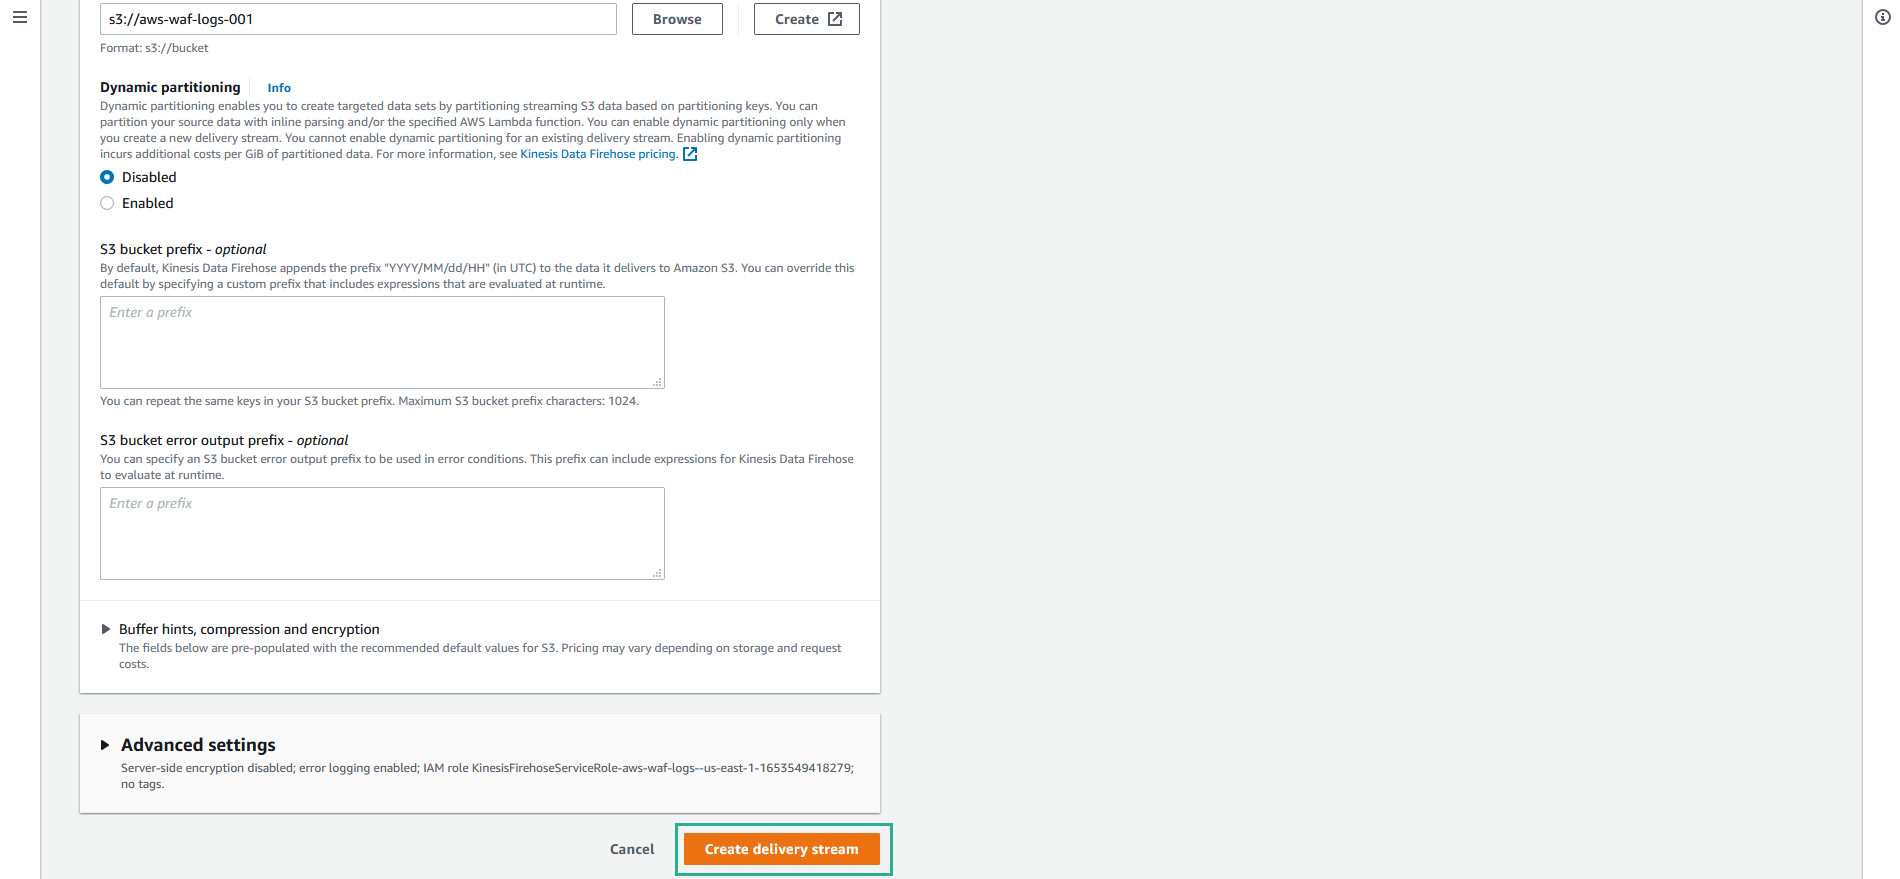 s3://aws-waf-logs-001
Browse
Create
Format: s3://bucket
Dynamic partitioning
Info
Dynamic partitioning enables you to create targeted data sets by partitioning streaming S3 data based on partitioning keys. You can
partition your source data with inline parsing and/or the specified AWS Lambda function. You can enable dynamic partitioning only when
you create a new delivery stream. You cannot enable dynamic partitioning for an existing delivery stream. Enabling dynamic partitioning
incurs additional costs per GiB of partitioned data. For more information, see Kinesis Data Firehose pricing.
Disabled
Enabled
S3 bucket prefix - optional
By default, Kinesis Data Firehose appends the prefix "YYYY/MM/dd/HH" (in UTC) to the data it delivers to Amazon S3. You can override this
default by specifying a custom prefix that includes expressions that are evaluated at runtime.
Enter a prefix
You can repeat the same keys in your S3 bucket prefix. Maximum S3 bucket prefix characters: 1024.
S3 bucket error output prefix - optional
You can specify an S3 bucket error output prefix to be used in error conditions. This prefix can include expressions for Kinesis Data Firehose
to evaluate at runtime.
Enter a prefix
Buffer hints, compression and encryption
The fields below are pre-populated with the recommended default values for S3. Pricing may vary depending on storage and request
costs.
Advanced settings
Server-side encryption disabled; error logging enabled; IAM role KinesisFirehoseServiceRole-aws-waf-logs--us-east-1-1653549418279;
no tags.
Cancel
Create delivery stream